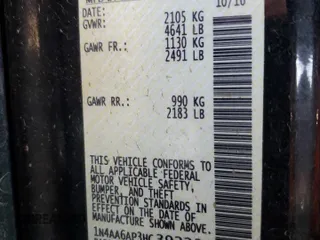 10/16
DATE: 2105 KG
GVWR: 4641 LB
GAWR FR: 1130 KG
2491 LB
GAWR RR: 990 KG
2183 LB
THIS VEHICLE CONFORMS TO
ALL APPLICABLE FEDERAL
MOTOR VEHICLE SAFETY,
BUMPER, AND THEFT
PREVENTION STANDARDS IN
EFFECT ON THE DATE OF
MANUFACTURE SHOWN ABOVE.
1N4AA6AP3HC